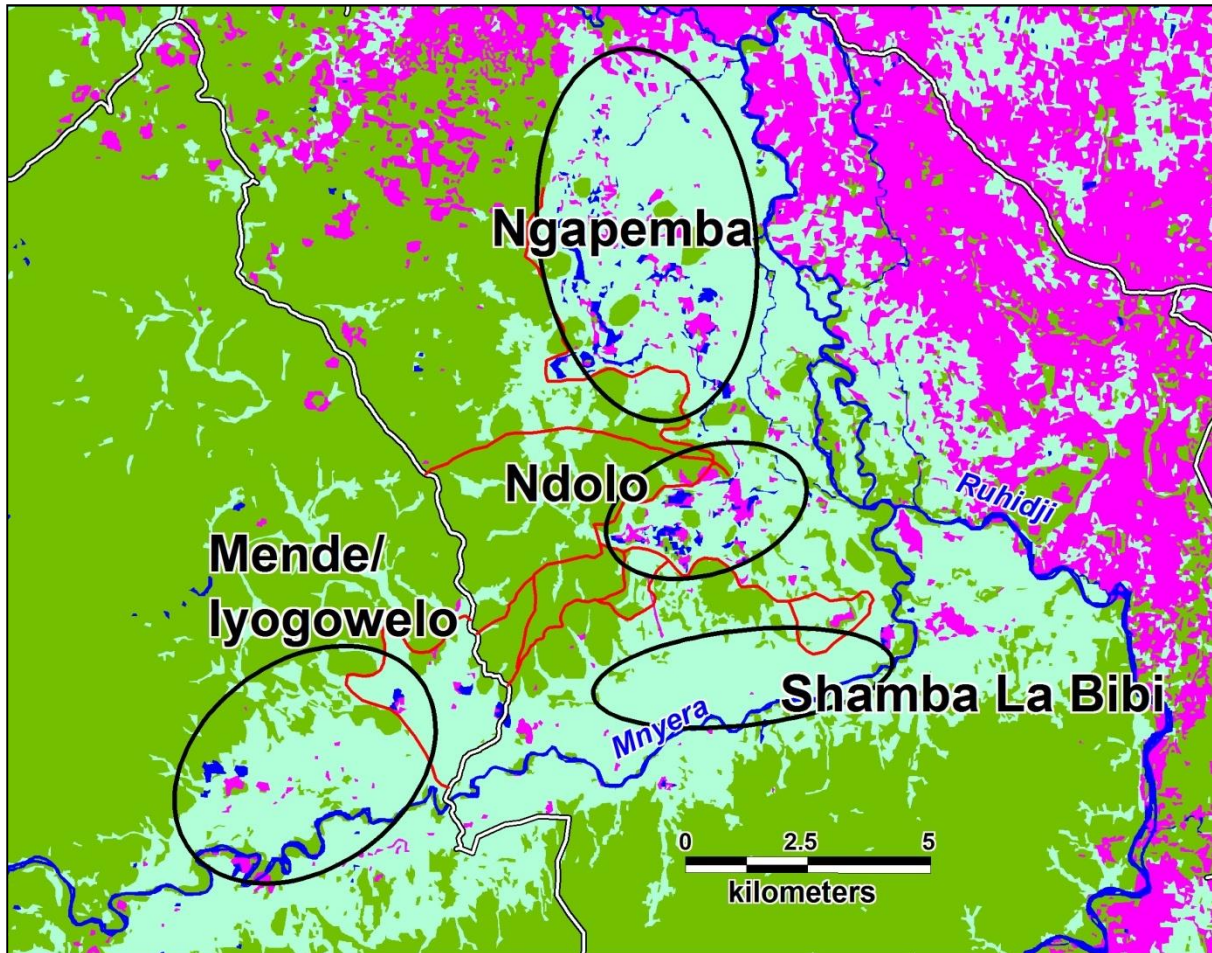 Ngapemba
Ndolo
Ruhidji
Mende/
Iyogowelo
Shamba La Bibi
Mnyera
0 2.5 5
kilometers